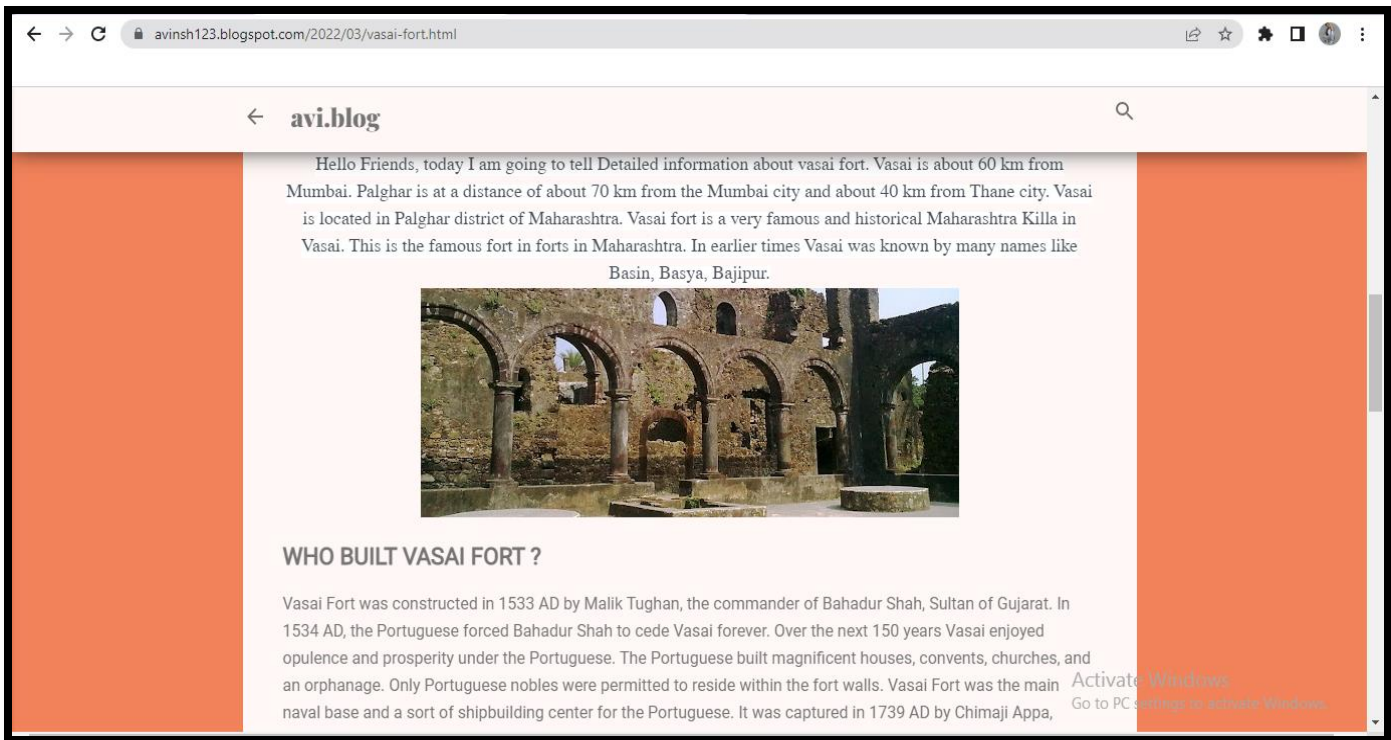 avinsh123.blogspot.com/2022/03/vasai-fort.html
avi.blog
Hello Friends, today I am going to tell Detailed information about vasai fort. Vasai is about 60 km from
Mumbai. Palghar is at a distance of about 70 km from the Mumbai city and about 40 km from Thane city. Vasai
is located in Palghar district of Maharashtra. Vasai fort is a very famous and historical Maharashtra Killa in
Vasai. This is the famous fort in forts in Maharashtra. In earlier times Vasai was known by many names like
Basin, Basya, Bajipur.
WHO BUILT VASAI FORT ?
Vasai Fort was constructed in 1533 AD by Malik Tughan, the commander of Bahadur Shah, Sultan of Gujarat. In
1534 AD, the Portuguese forced Bahadur Shah to cede Vasai forever. Over the next 150 years Vasai enjoyed
opulence and prosperity under the Portuguese. The Portuguese built magnificent houses, convents, churches, and
an orphanage. Only Portuguese nobles were permitted to reside within the fort walls. Vasai Fort was the main
naval base and a sort of shipbuilding center for the Portuguese. It was captured in 1739 AD by Chimaji Appa,
Activate Windows
Go to PC settings to activate Windows.